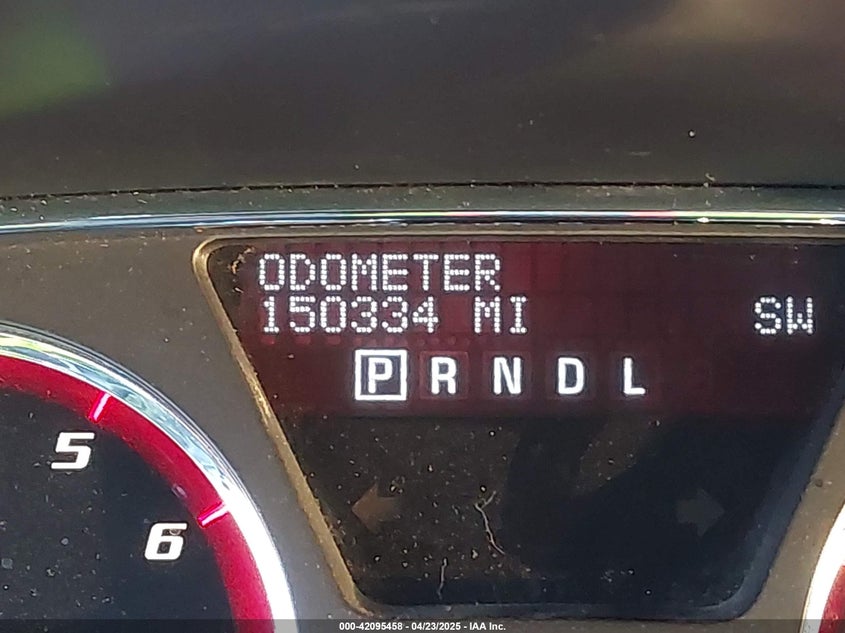 ODOMETER
150334 MI SW
P R N D L
5
6
000-42095458 - 04/23/2025 - IAA Inc.